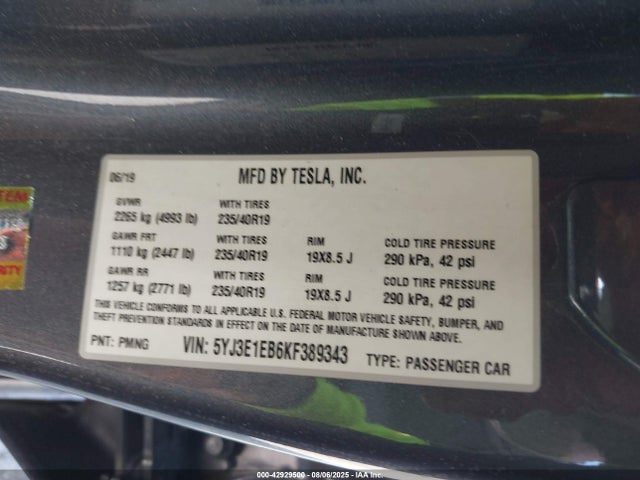 06/19 MFD BY TESLA, INC.
GVWR WITH TIRES
2265 kg (4993 lb) 235/40R19
GAWR FRT WITH TIRES RIM COLD TIRE PRESSURE
1110 kg (2447 lb) 235/40R19 19X8.5 J 290 kPa, 42 psi
GAWR RR WITH TIRES RIM COLD TIRE PRESSURE
1257 kg (2771 lb) 235/40R19 19X8.5 J 290 kPa, 42 psi
THIS VEHICLE CONFORMS TO ALL APPLICABLE U.S. FEDERAL MOTOR VEHICLE SAFETY, BUMPER, AND
THEFT PREVENTION STANDARDS IN EFFECT ON THE DATE OF MANUFACTURE SHOWN ABOVE.
PNT: PMNG VIN: 5YJ3E1EB6KF389343 TYPE: PASSENGER CAR
000-42929500 - 08/06/2025 - IAA Inc.